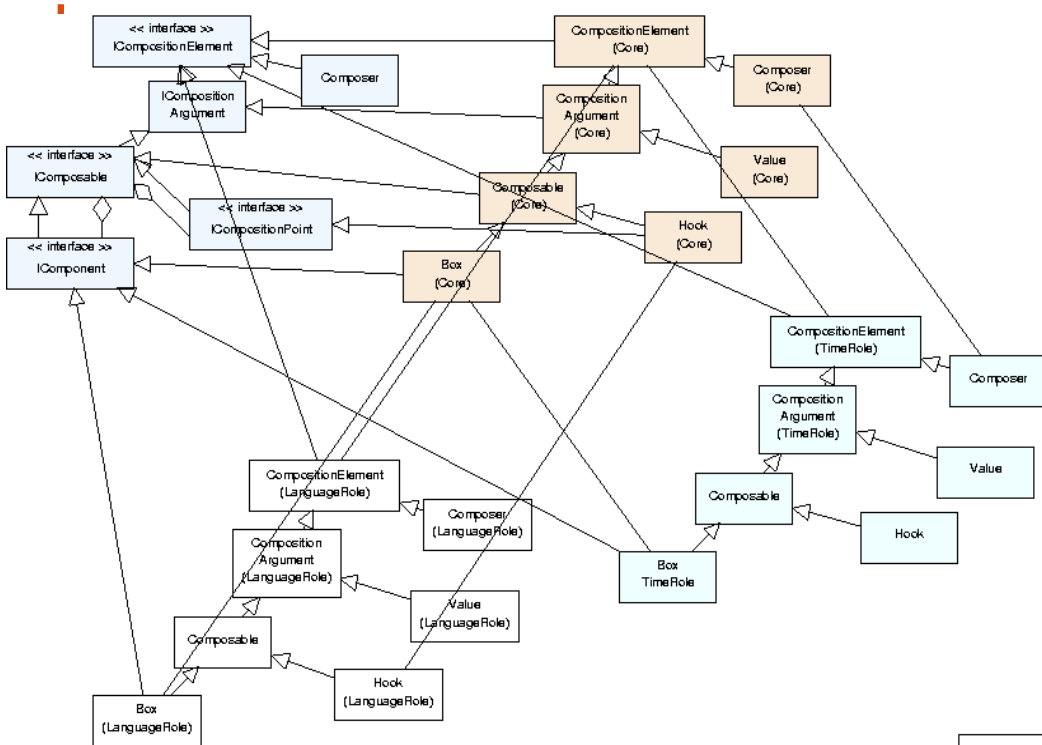 << interface >>
ICompositionElement
Composer
IComposition
Argument
<< interface >>
IComposable
<< interface >>
ICompositionPoint
<< interface >>
IComponent
CompositionElement
(Core)
Composer
(Core)
Composition
Argument
(Core)
Value
(Core)
Composable
(Core)
Hook
(Core)
Box
(Core)
CompositionElement
(TimeRole)
Composer
Composition
Argument
(TimeRole)
Value
Composable
Hook
Box
TimeRole
CompositionElement
(LanguageRole)
Composer
(LanguageRole)
Composition
Argument
(LanguageRole)
Value
(LanguageRole)
Composable
Hook
(LanguageRole)
Box
(LanguageRole)